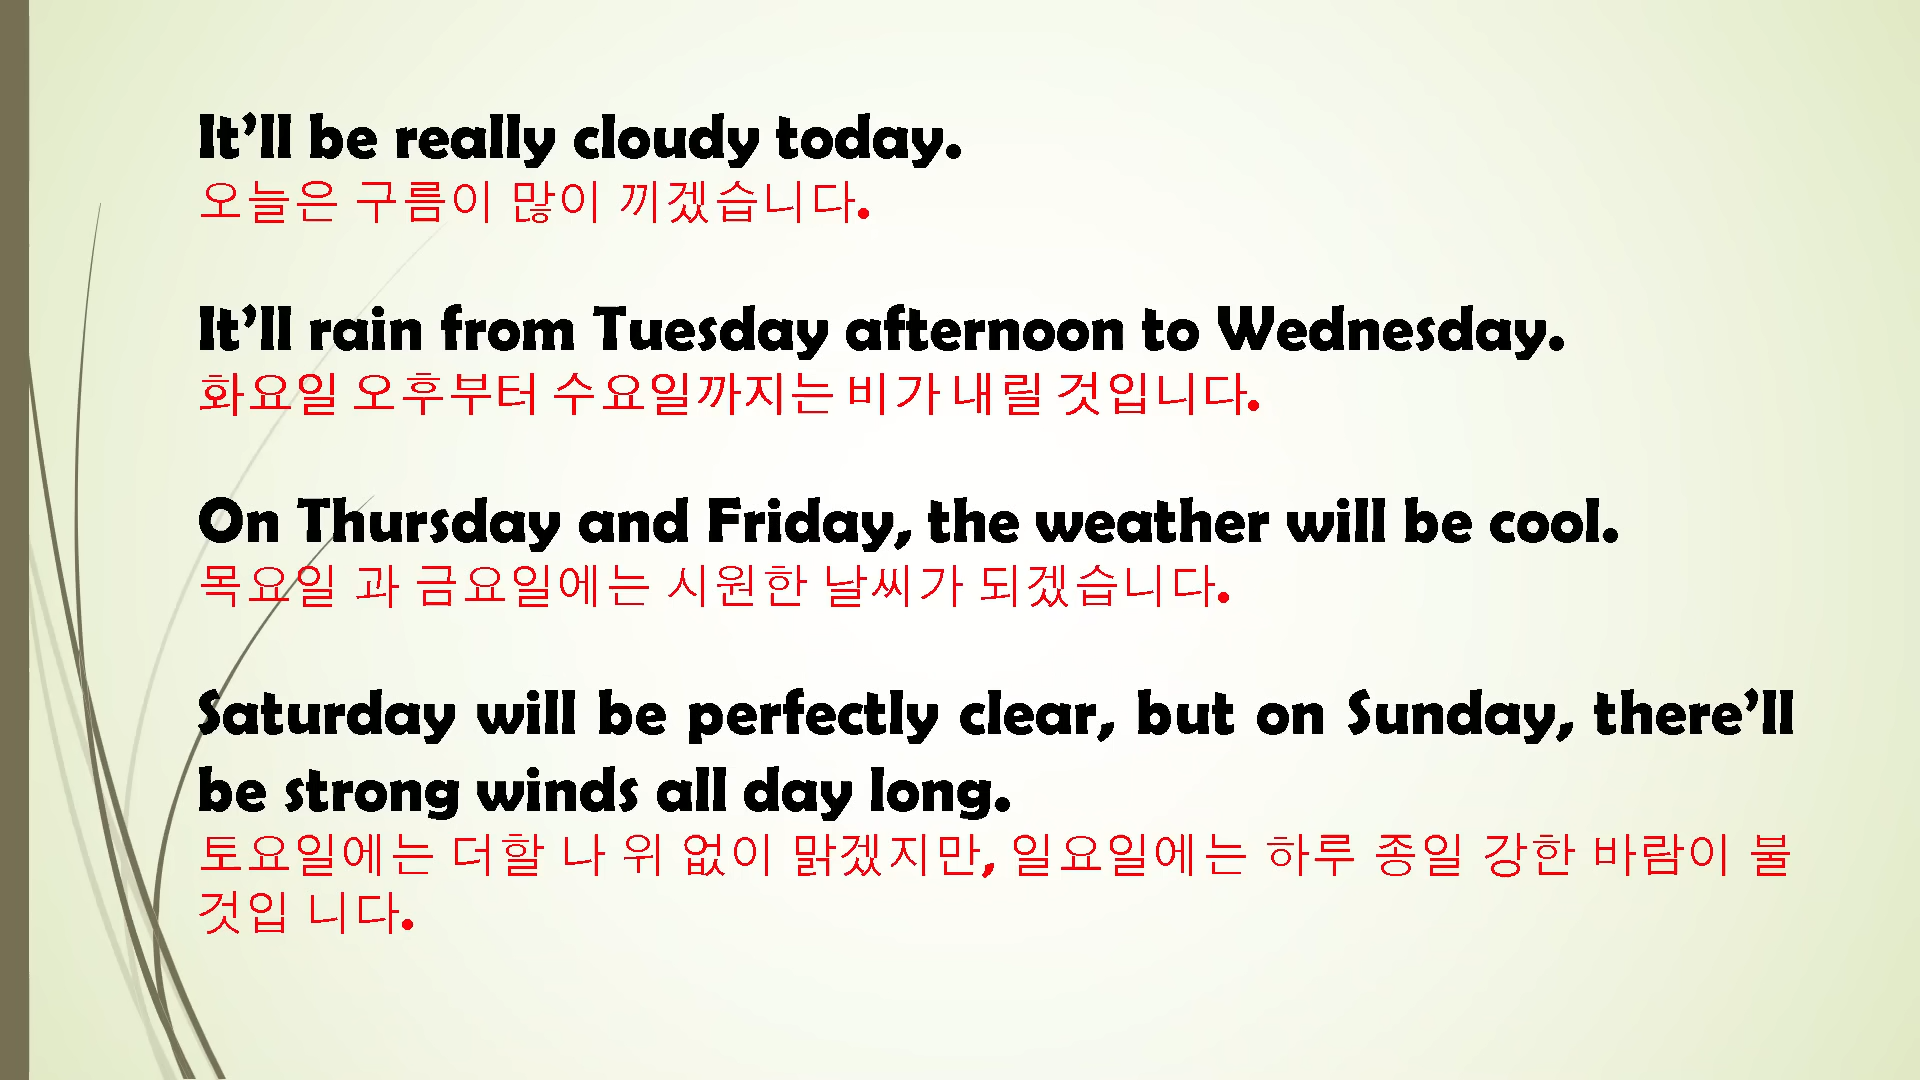 It’ll be really cloudy today.
오늘은 구름이 많이 끼겠습니다.
It’ll rain from Tuesday afternoon to Wednesday.
화요일 오후부터 수요일까지는 비가 내릴 것입니다.
On Thursday and Friday, the weather will be cool.
목요일 과 금요일에는 시원한 날씨가 되겠습니다.
Saturday will be perfectly clear, but on Sunday, there’ll
be strong winds all day long.
토요일에는 더할 나 위 없이 맑겠지만, 일요일에는 하루 종일 강한 바람이 불
것입 니다.